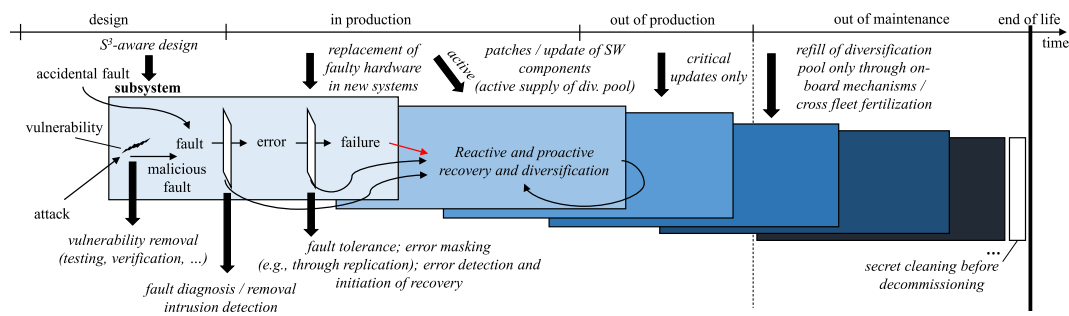 design
in production
out of production
out of maintenance
end of life
time
S³-aware design
accidental fault
subsystem
vulnerability
attack
fault
malicious
fault
error
failure
replacement of
faulty hardware
in new systems
active
patches / update of SW
components
(active supply of div. pool)
critical
updates only
refill of diversification
pool only through on-
board mechanisms /
cross fleet fertilization
Reactive and proactive
recovery and diversification
vulnerability removal
(testing, verification, …)
fault diagnosis / removal
intrusion detection
fault tolerance; error masking
(e.g., through replication); error detection and
initiation of recovery
...
secret cleaning before
decommissioning